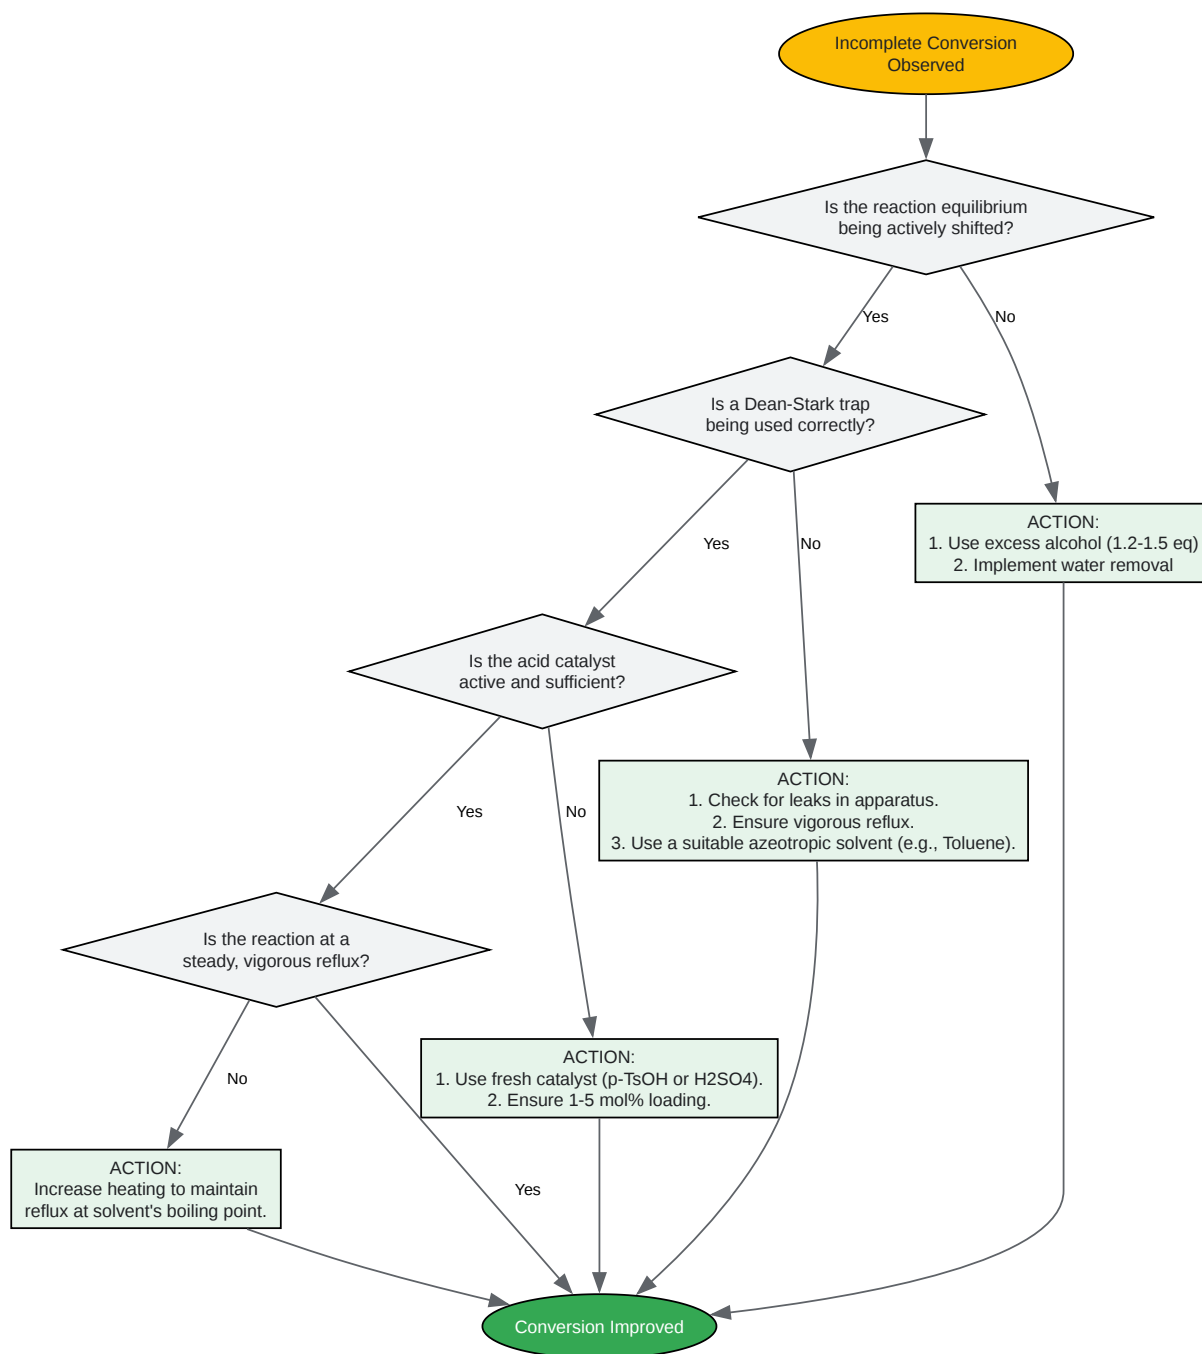 Incomplete Conversion
Observed
Is the reaction equilibrium
being actively shifted?
Yes
No
Is a Dean-Stark trap
being used correctly?
ACTION:
1. Use excess alcohol (1.2-1.5 eq)
2. Implement water removal
Yes
No
Is the acid catalyst
active and sufficient?
ACTION:
1. Check for leaks in apparatus.
2. Ensure vigorous reflux.
3. Use a suitable azeotropic solvent (e.g., Toluene).
Yes
No
Is the reaction at a
steady, vigorous reflux?
ACTION:
1. Use fresh catalyst (p-TsOH or H2SO4).
2. Ensure 1-5 mol% loading.
No
Yes
ACTION:
Increase heating to maintain
reflux at solvent's boiling point.
Conversion Improved